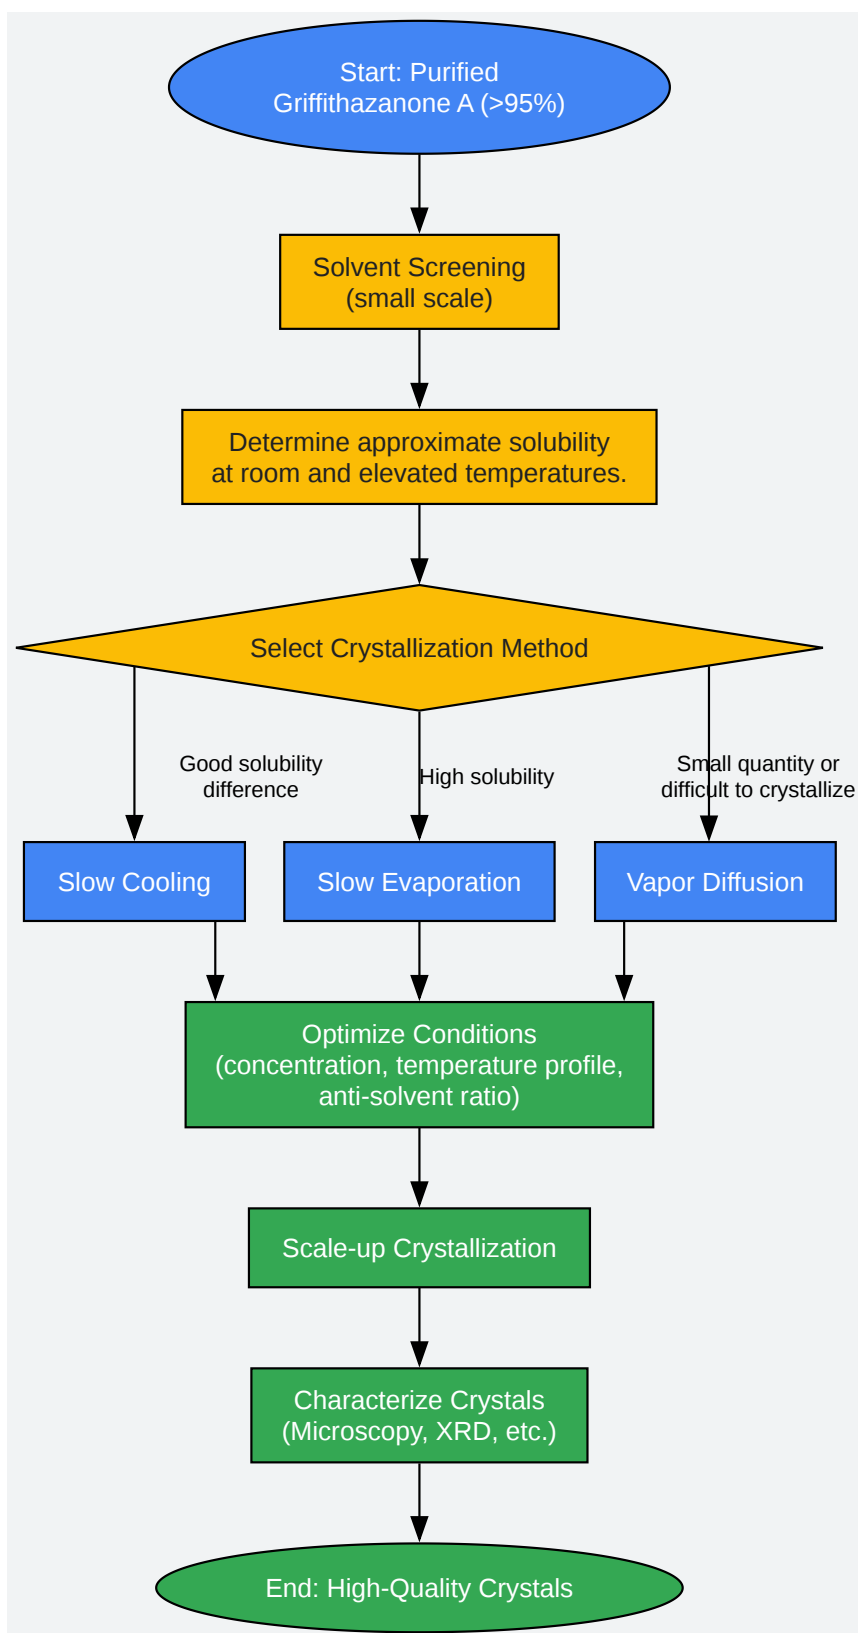 Start: Purified
Griffithazanone A (>95%)
Solvent Screening
(small scale)
Determine approximate solubility
at room and elevated temperatures.
Select Crystallization Method
Good solubility
difference
High solubility
Small quantity or
difficult to crystallize
Slow Cooling
Slow Evaporation
Vapor Diffusion
Optimize Conditions
(concentration, temperature profile,
anti-solvent ratio)
Scale-up Crystallization
Characterize Crystals
(Microscopy, XRD, etc.)
End: High-Quality Crystals